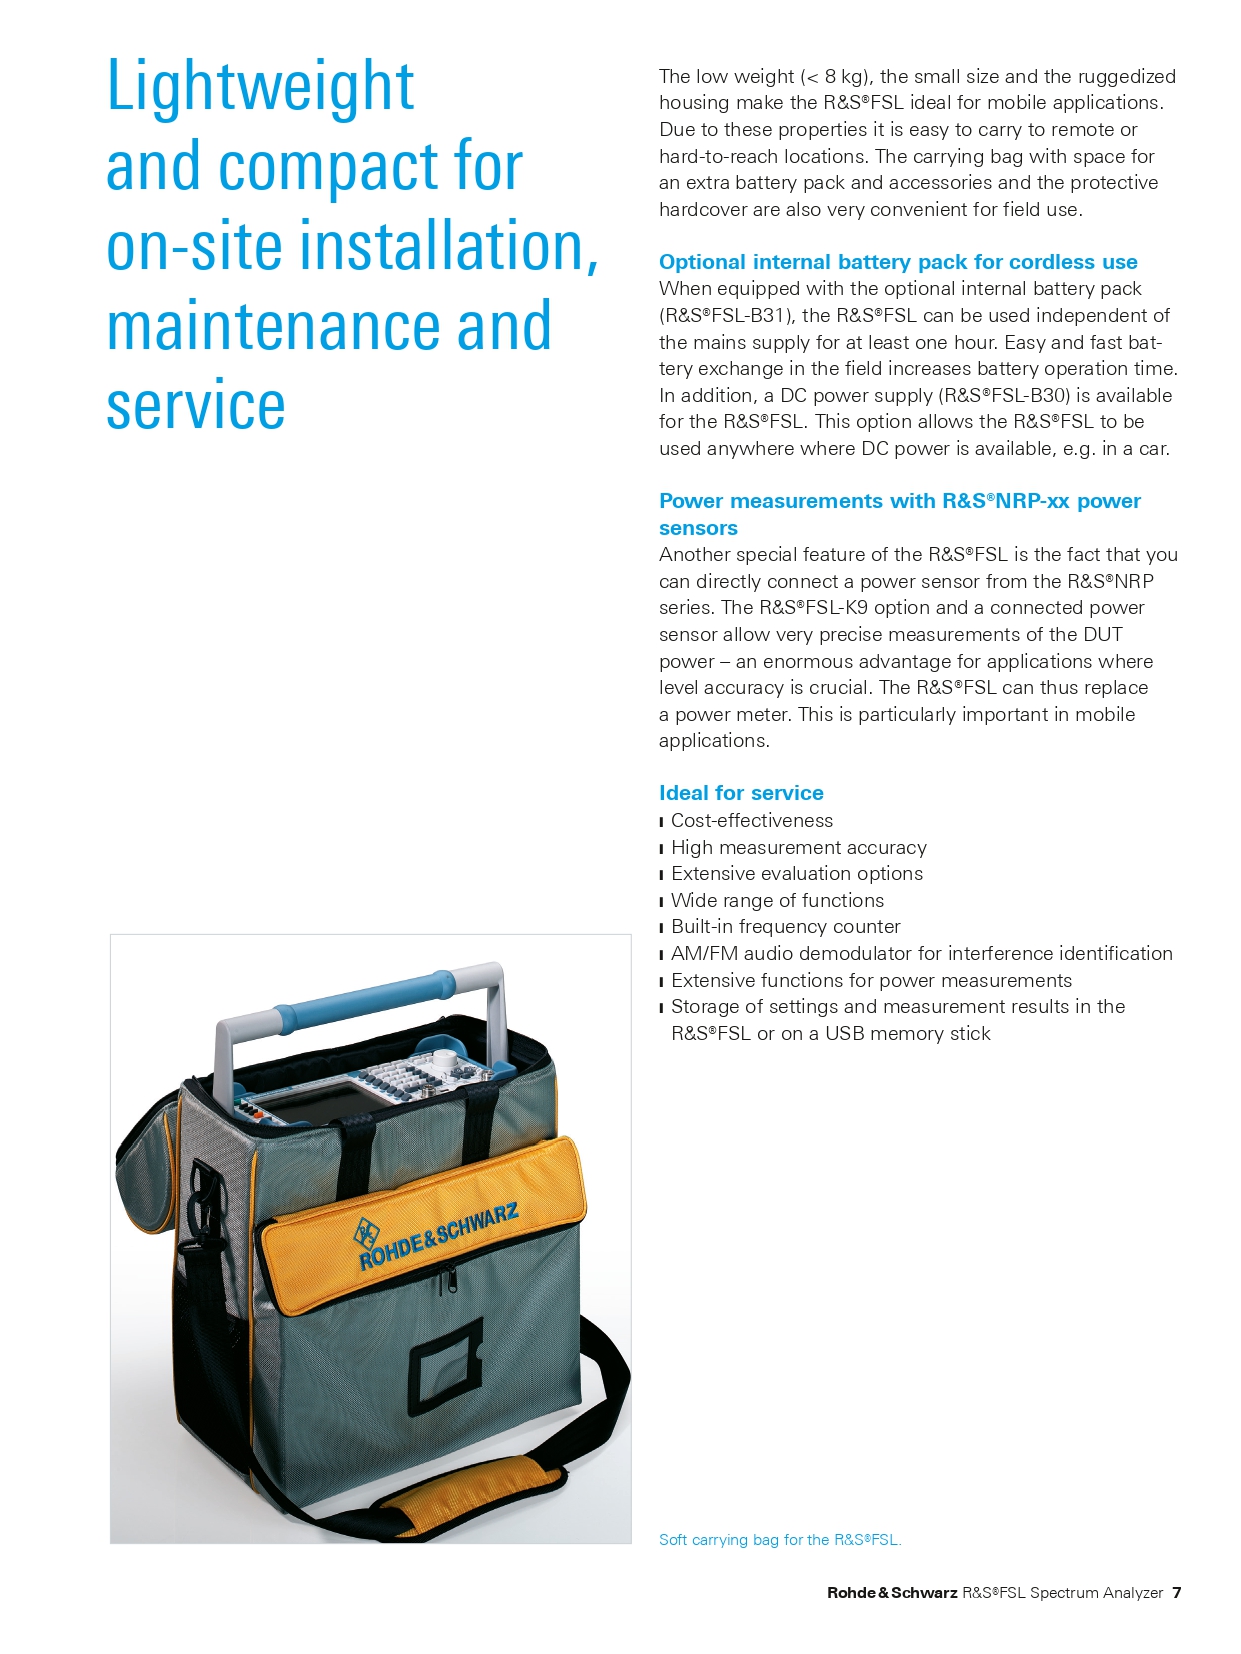 Lightweight
and compact for
on-site installation,
maintenance and
service
The low weight (< 8 kg), the small size and the ruggedized
housing make the R&S®FSL ideal for mobile applications.
Due to these properties it is easy to carry to remote or
hard-to-reach locations. The carrying bag with space for
an extra battery pack and accessories and the protective
hardcover are also very convenient for field use.
Optional internal battery pack for cordless use
When equipped with the optional internal battery pack
(R&S®FSL-B31), the R&S®FSL can be used independent of
the mains supply for at least one hour. Easy and fast bat-
tery exchange in the field increases battery operation time.
In addition, a DC power supply (R&S®FSL-B30) is available
for the R&S®FSL. This option allows the R&S®FSL to be
used anywhere where DC power is available, e.g. in a car.
Power measurements with R&S®NRP-xx power
sensors
Another special feature of the R&S®FSL is the fact that you
can directly connect a power sensor from the R&S®NRP
series. The R&S®FSL-K9 option and a connected power
sensor allow very precise measurements of the DUT
power – an enormous advantage for applications where
level accuracy is crucial. The R&S®FSL can thus replace
a power meter. This is particularly important in mobile
applications.
Ideal for service
Cost-effectiveness
High measurement accuracy
Extensive evaluation options
Wide range of functions
Built-in frequency counter
AM/FM audio demodulator for interference identification
Extensive functions for power measurements
Storage of settings and measurement results in the
R&S®FSL or on a USB memory stick
R&S
ROHDE&SCHWARZ
Soft carrying bag for the R&S®FSL.
Rohde & Schwarz R&S®FSL Spectrum Analyzer 7